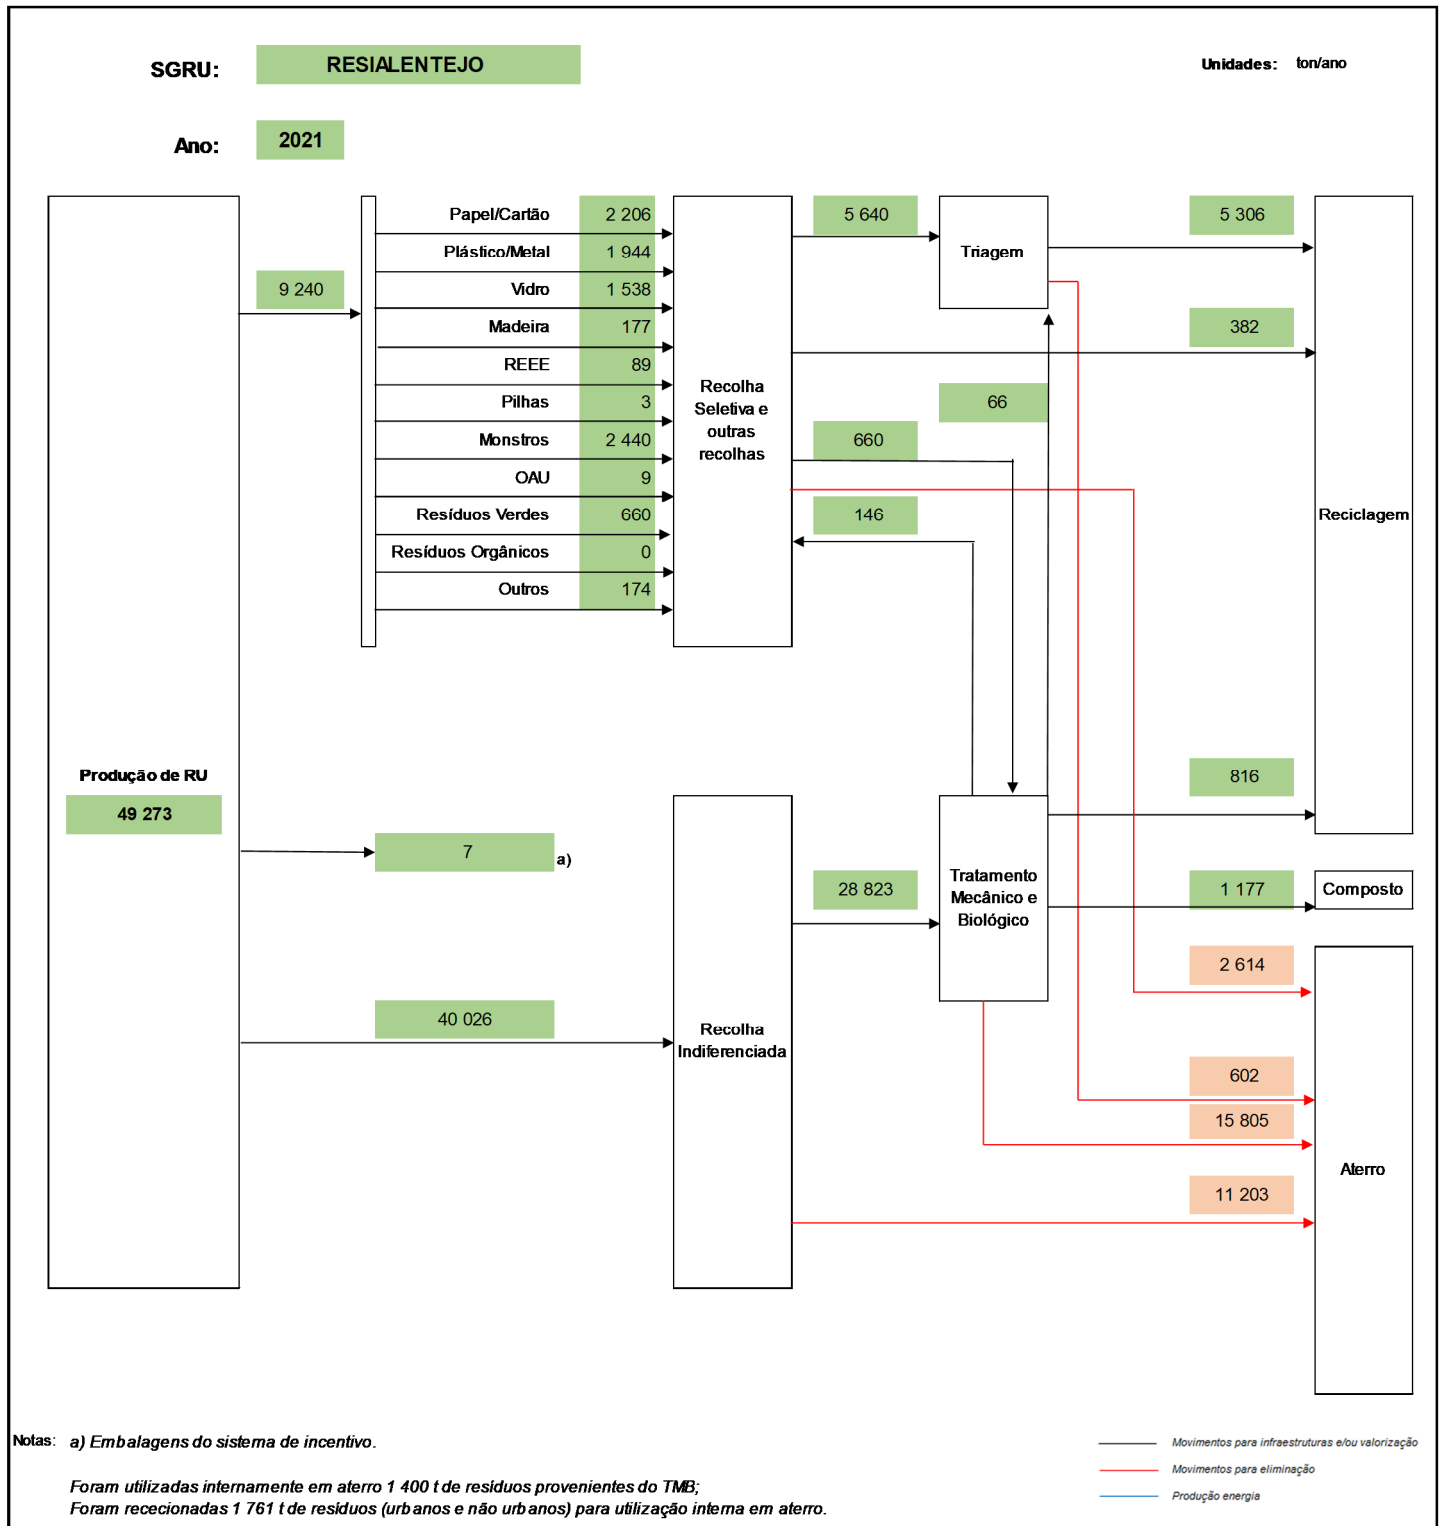 SGRU: RESIALENTEJO Unidades: ton/ano
Ano: 2021
Papel/Cartão 2 206
Plástico/Metal 1 944
Vidro 1 538
Madeira 177
REEE 89
Pilhas 3
Monstros 2 440
OAU 9
Resíduos Verdes 660
Resíduos Orgânicos 0
Outros 174
9 240
Recolha
Seletiva e
outras
recolhas
5 640
Triagem
5 306
382
66
660
146
Reciclagem
816
Produção de RU
49 273
7 a)
28 823
Tratamento
Mecânico e
Biológico
1 177
Composto
2 614
40 026
Recolha
Indiferenciada
602
15 805
Aterro
11 203
Notas: a) Embalagens do sistema de incentivo.
Foram utilizadas internamente em aterro 1 400 t de resíduos provenientes do TMB;
Foram rececionadas 1 761 t de resíduos (urbanos e não urbanos) para utilização interna em aterro.
Movimentos para infraestruturas e/ou valorização
Movimentos para eliminação
Produção energia